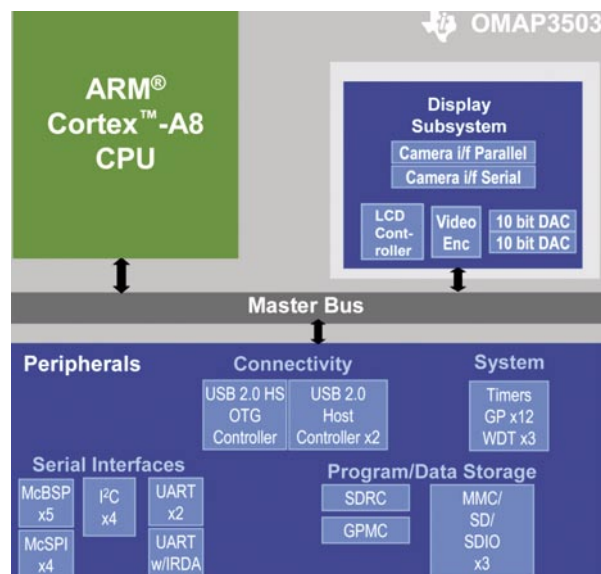 OMAP3503
ARM®
Cortex™-A8
CPU
Display
Subsystem
Camera i/f Parallel
Camera i/f Serial
LCD
Cont-
roller
Video
Enc
10 bit DAC
10 bit DAC
Master Bus
Peripherals
Connectivity
USB 2.0 HS
OTG
Controller
USB 2.0
Host
Controller x2
System
Timers
GP x12
WDT x3
Serial Interfaces
McBSP
x5
I²C
x4
UART
x2
McSPI
x4
UART
w/IRDA
Program/Data Storage
SDRC
GPMC
MMC/
SD/
SDIO
x3